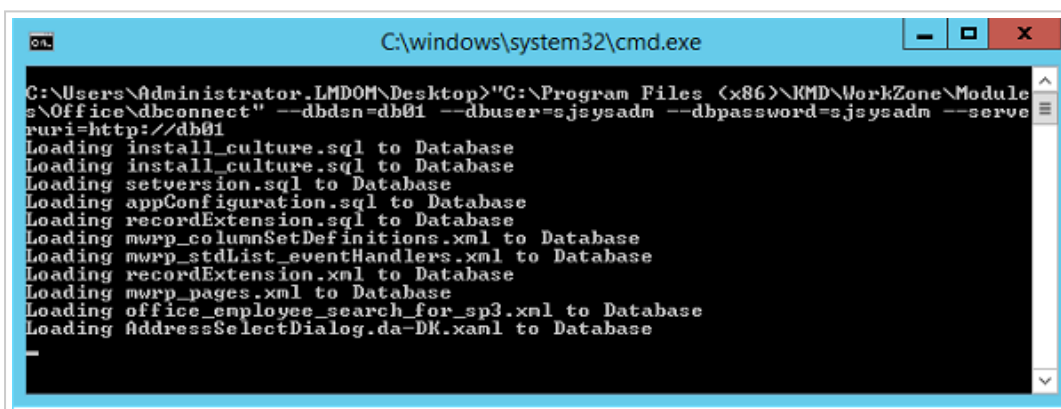 C:\windows\system32\cmd.exe
C:\Users\Administrator.LMDOM\Desktop>"C:\Program Files (x86)\KMD\WorkZone\Module
s\Office\dbconnect" --dbdsn=db01 --dbuser=sjsysadm --dbpassword=sjsysadm --serve
ruri=http://db01
Loading install_culture.sql to Database
Loading install_culture.sql to Database
Loading setversion.sql to Database
Loading appConfiguration.sql to Database
Loading recordExtension.sql to Database
Loading mwrp_columnSetDefinitions.xml to Database
Loading mwrp_stdList_eventHandlers.xml to Database
Loading recordExtension.xml to Database
Loading mwrp_pages.xml to Database
Loading office_employee_search_for_sp3.xml to Database
Loading AddressSelectDialog.da-DK.xaml to Database